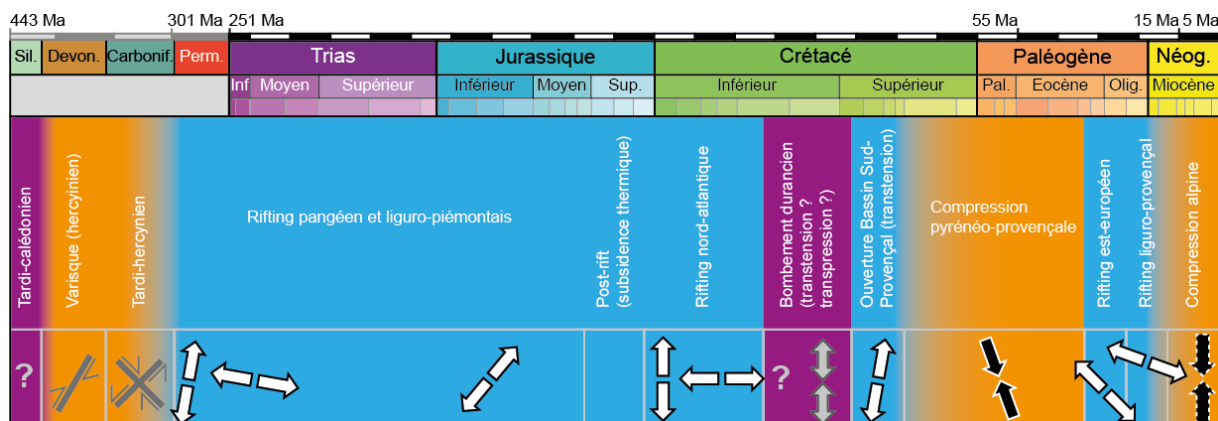 443 Ma 301 Ma 251 Ma 55 Ma 15 Ma 5 Ma
Sil. Devon. Carbonif. Perm. Trias Jurassique Crétacé Paléogène Néog.
Inf Moyen Supérieur Inférieur Moyen Sup. Inférieur Supérieur Pal. Eocène Olig. Miocène
Tardi-calédonien
Varisque (hercyinien)
Tardi-hercynien
Rifting pangéen et liguro-piémontais
Post-rift
(subsidence thermique)
Rifting nord-atlantique
Bombement durancien
(transtension ?
transpression ?)
Ouverture Bassin Sud-
Provençal (transtension)
Compression
pyrénéo-provençale
Rifting est-européen
Rifting liguro-provençal
Compression alpine
? ?